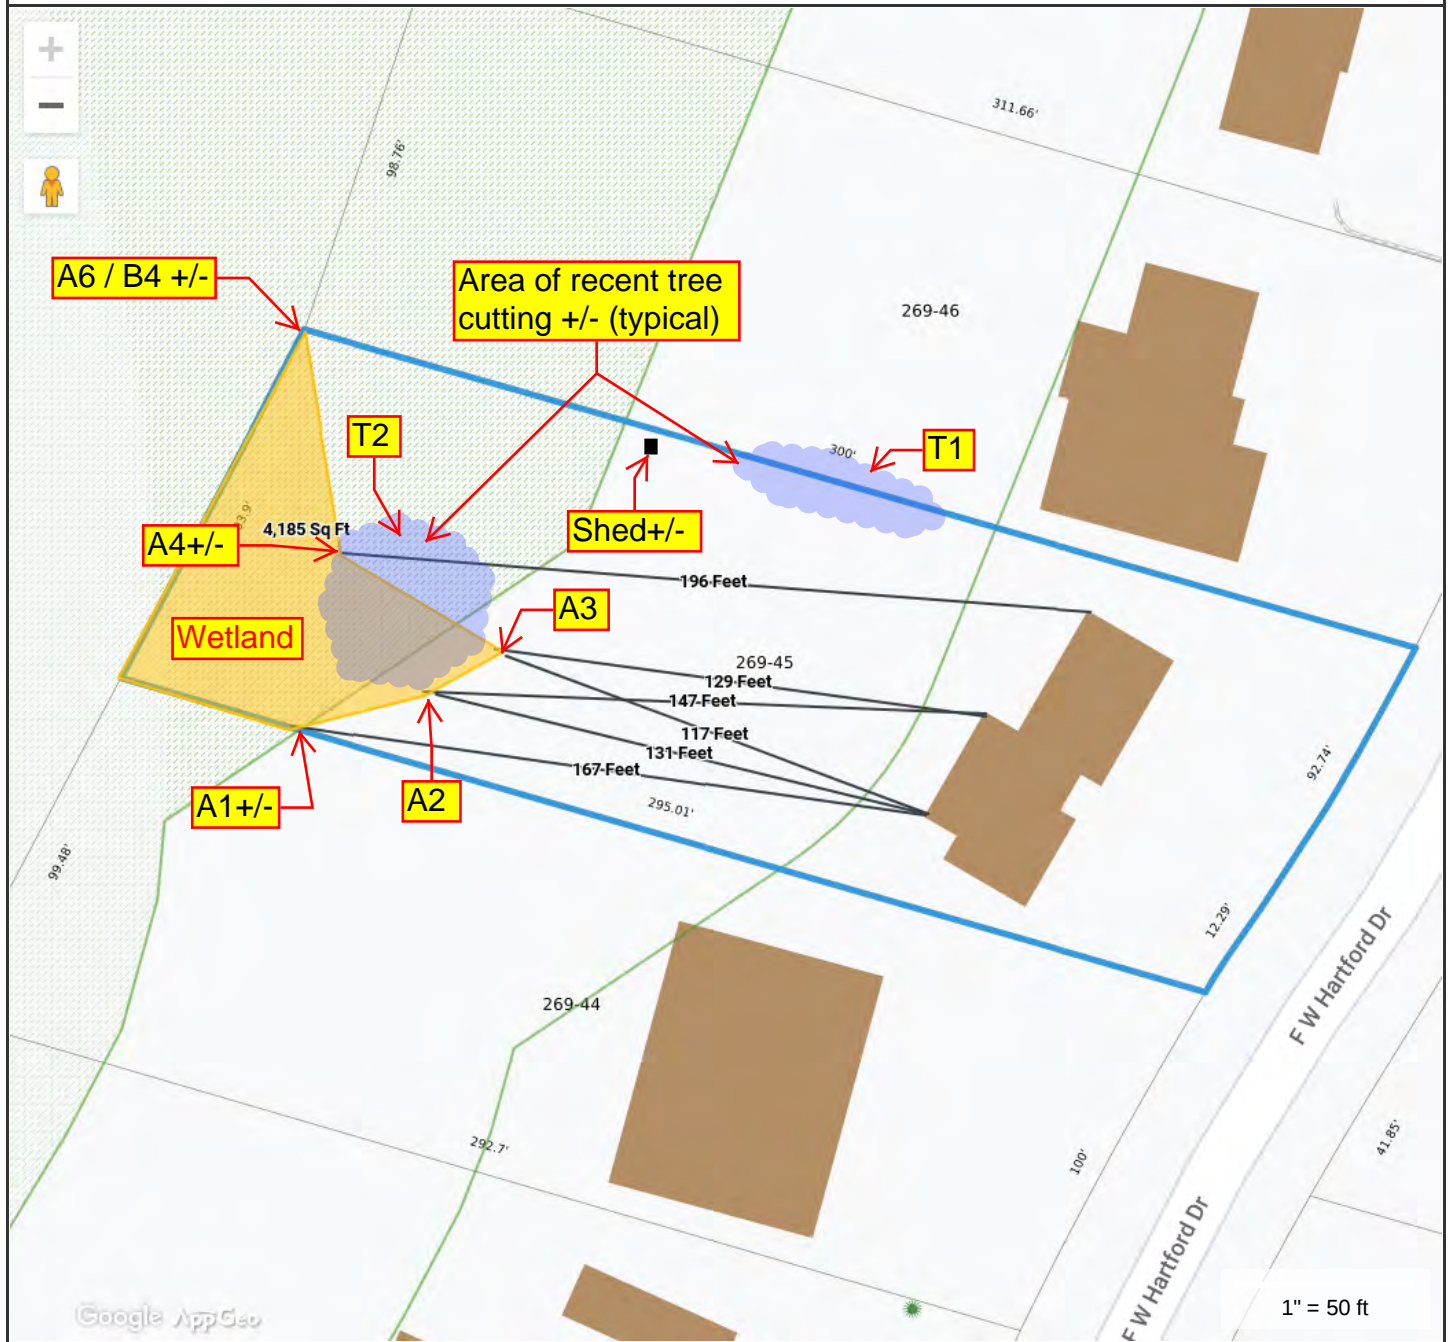 +
−
311.66'
98.76'
A6 / B4 +/-
Area of recent tree
cutting +/- (typical)
269-46
T2
300'
T1
4,185 Sq Ft
A4+/-
Shed+/-
196 Feet
A3
Wetland
269-45
129 Feet
147 Feet
117 Feet
131 Feet
167 Feet
A1+/-
A2
295.01'
92.74'
99.48'
12.29'
F W Hartford Dr
269-44
292.7'
100'
41.85'
F W Hartford Dr
Google AppGeo
1" = 50 ft